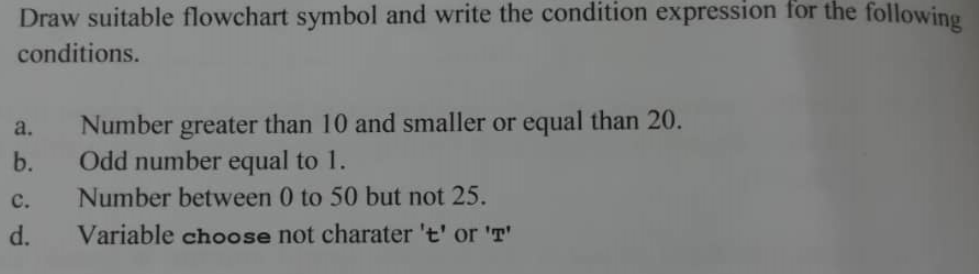 Draw suitable flowchart symbol and write the condition expression for the following
conditions.
a. Number greater than 10 and smaller or equal than 20.
b. Odd number equal to 1.
c. Number between 0 to 50 but not 25.
d. Variable choose not charater 't' or 'T'